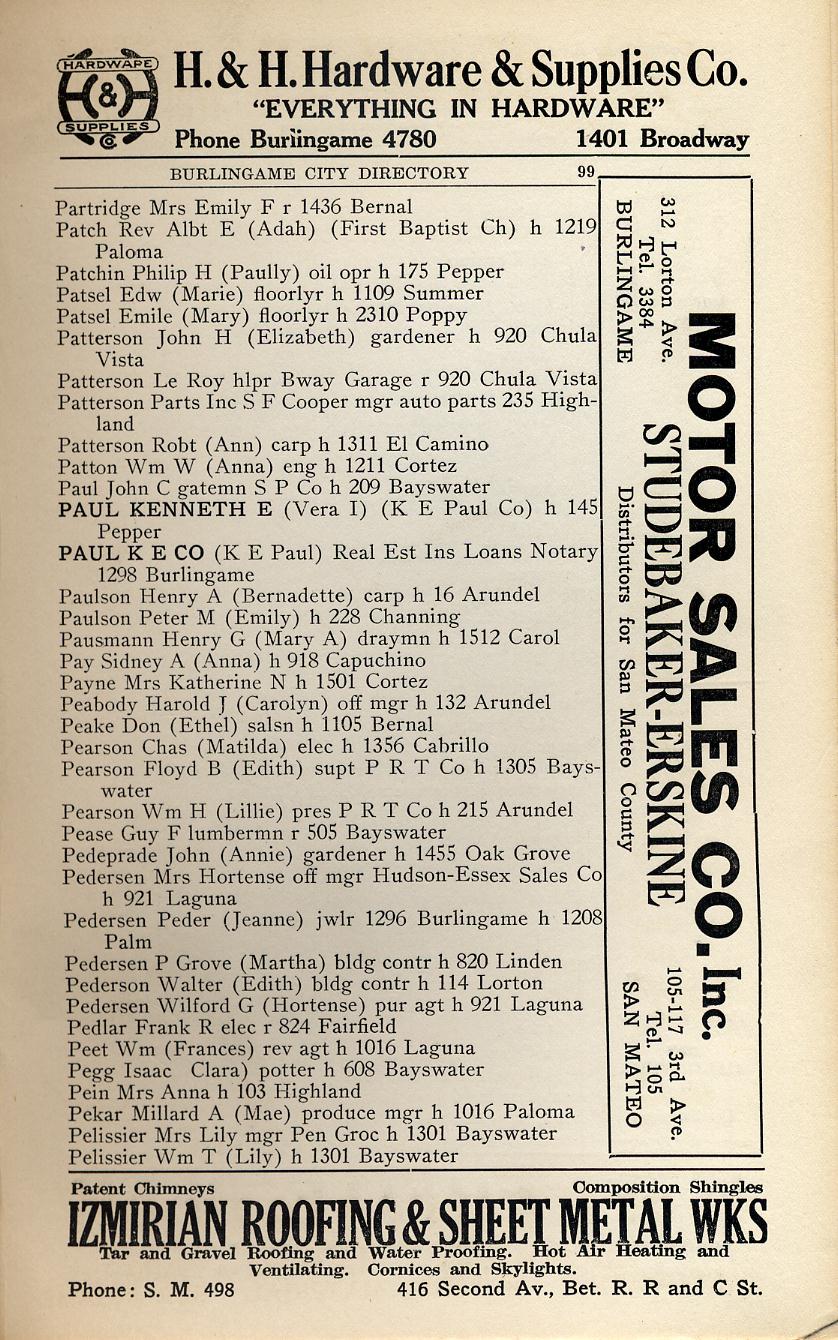 HARDWARE
H & H
SUPPLIES
Co
H. & H. Hardware & Supplies Co.
"EVERYTHING IN HARDWARE"
Phone Burlingame 4780 1401 Broadway
BURLINGAME CITY DIRECTORY 99
Partridge Mrs Emily F r 1436 Bernal
Patch Rev Albt E (Adah) (First Baptist Ch) h 1219
Paloma
Patchin Philip H (Paully) oil opr h 175 Pepper
Patsel Edw (Marie) floorlyr h 1109 Summer
Patsel Emile (Mary) floorlyr h 2310 Poppy
Patterson John H (Elizabeth) gardener h 920 Chula
Vista
Patterson Le Roy hlpr Bway Garage r 920 Chula Vista
Patterson Parts Inc S F Cooper mgr auto parts 235 High-
land
Patterson Robt (Ann) carp h 1311 El Camino
Patton Wm W (Anna) eng h 1211 Cortez
Paul John C gatemn S P Co h 209 Bayswater
PAUL KENNETH E (Vera I) (K E Paul Co) h 145
Pepper
PAUL K E CO (K E Paul) Real Est Ins Loans Notary
1298 Burlingame
Paulson Henry A (Bernadette) carp h 16 Arundel
Paulson Peter M (Emily) h 228 Channing
Pausmann Henry G (Mary A) draymn h 1512 Carol
Pay Sidney A (Anna) h 918 Capuchino
Payne Mrs Katherine N h 1501 Cortez
Peabody Harold J (Carolyn) off mgr h 132 Arundel
Peake Don (Ethel) salsn h 1105 Bernal
Pearson Chas (Matilda) elec h 1356 Cabrillo
Pearson Floyd B (Edith) supt P R T Co h 1305 Bays-
water
Pearson Wm H (Lillie) pres P R T Co h 215 Arundel
Pease Guy F lumbermn r 505 Bayswater
Pedeprade John (Annie) gardener h 1455 Oak Grove
Pedersen Mrs Hortense off mgr Hudson-Essex Sales Co
h 921 Laguna
Pedersen Peder (Jeanne) jwlr 1296 Burlingame h 1208
Palm
Pedersen P Grove (Martha) bldg contr h 820 Linden
Pederson Walter (Edith) bldg contr h 114 Lorton
Pedersen Wilford G (Hortense) pur agt h 921 Laguna
Pedlar Frank R elec r 824 Fairfield
Peet Wm (Frances) rev agt h 1016 Laguna
Pegg Isaac Clara) potter h 608 Bayswater
Pein Mrs Anna h 103 Highland
Pekar Millard A (Mae) produce mgr h 1016 Paloma
Pelissier Mrs Lily mgr Pen Groc h 1301 Bayswater
Pelissier Wm T (Lily) h 1301 Bayswater
MOTOR SALES CO. Inc.
STUDEBAKER-ERSKINE
Distributors for San Mateo County
312 Lorton Ave.
Tel. 3384
BURLINGAME
105-117 3rd Ave.
Tel. 105
SAN MATEO
Patent Chimneys Composition Shingles
IZMIRIAN ROOFING & SHEET METAL WKS
Tar and Gravel Roofing and Water Proofing. Hot Air Heating and
Ventilating. Cornices and Skylights.
Phone: S. M. 498 416 Second Av., Bet. R. R and C St.